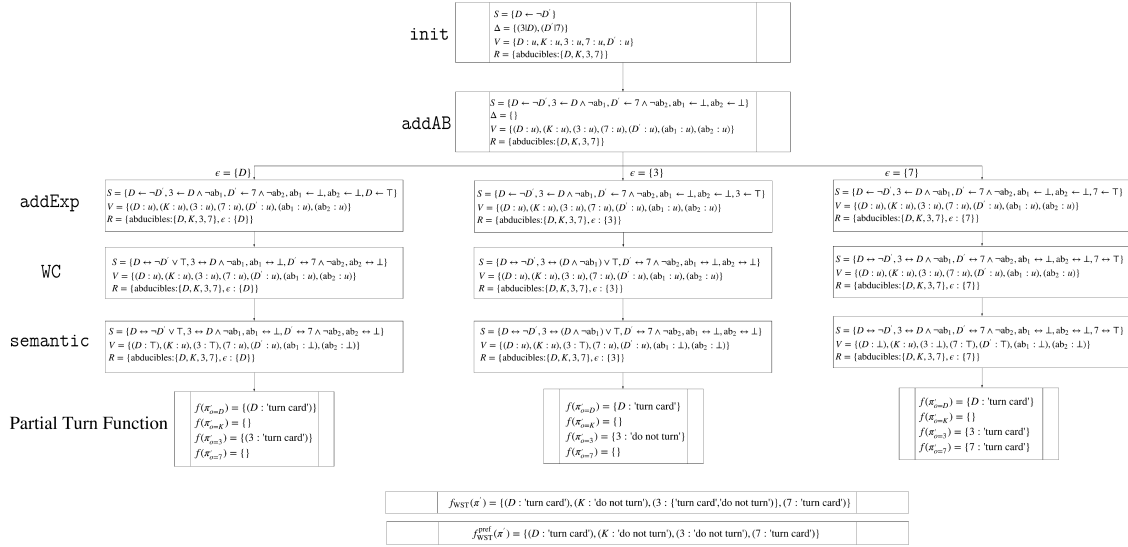 init
S = {D ← ¬D′}
Δ = {(3|D), (D′|7)}
V = {D : u, K : u, 3 : u, 7 : u, D′ : u}
R = {abducibles:{D, K, 3, 7}}
addAB
S = {D ← ¬D′, 3 ← D ∧ ¬ab₁, D′ ← 7 ∧ ¬ab₂, ab₁ ← ⊥, ab₂ ← ⊥}
Δ = {}
V = {(D : u), (K : u), (3 : u), (7 : u), (D′ : u), (ab₁ : u), (ab₂ : u)}
R = {abducibles:{D, K, 3, 7}}
ϵ = {D}
ϵ = {3}
ϵ = {7}
addExp
S = {D ← ¬D′, 3 ← D ∧ ¬ab₁, D′ ← 7 ∧ ¬ab₂, ab₁ ← ⊥, ab₂ ← ⊥, D ← ⊤}
V = {(D : u), (K : u), (3 : u), (7 : u), (D′ : u), (ab₁ : u), (ab₂ : u)}
R = {abducibles:{D, K, 3, 7}, ϵ : {D}}
S = {D ← ¬D′, 3 ← D ∧ ¬ab₁, D′ ← 7 ∧ ¬ab₂, ab₁ ← ⊥, ab₂ ← ⊥, 3 ← ⊤}
V = {(D : u), (K : u), (3 : u), (7 : u), (D′ : u), (ab₁ : u), (ab₂ : u)}
R = {abducibles:{D, K, 3, 7}, ϵ : {3}}
S = {D ← ¬D′, 3 ← D ∧ ¬ab₁, D′ ← 7 ∧ ¬ab₂, ab₁ ← ⊥, ab₂ ← ⊥, 7 ← ⊤}
V = {(D : u), (K : u), (3 : u), (7 : u), (D′ : u), (ab₁ : u), (ab₂ : u)}
R = {abducibles:{D, K, 3, 7}, ϵ : {7}}
WC
S = {D ↔ ¬D′ ∨ ⊤, 3 ↔ D ∧ ¬ab₁, ab₁ ↔ ⊥, D′ ↔ 7 ∧ ¬ab₂, ab₂ ↔ ⊥}
V = {(D : u), (K : u), (3 : u), (7 : u), (D′ : u), (ab₁ : u), (ab₂ : u)}
R = {abducibles:{D, K, 3, 7}, ϵ : {D}}
S = {D ↔ ¬D′, 3 ↔ (D ∧ ¬ab₁) ∨ ⊤, D′ ↔ 7 ∧ ¬ab₂, ab₁ ↔ ⊥, ab₂ ↔ ⊥}
V = {(D : u), (K : u), (3 : u), (7 : u), (D′ : u), (ab₁ : u), (ab₂ : u)}
R = {abducibles:{D, K, 3, 7}, ϵ : {3}}
S = {D ↔ ¬D′, 3 ↔ D ∧ ¬ab₁, D′ ↔ 7 ∧ ¬ab₂, ab₁ ↔ ⊥, ab₂ ↔ ⊥, 7 ↔ ⊤}
V = {(D : u), (K : u), (3 : u), (7 : u), (D′ : u), (ab₁ : u), (ab₂ : u)}
R = {abducibles:{D, K, 3, 7}, ϵ : {7}}
semantic
S = {D ↔ ¬D′ ∨ ⊤, 3 ↔ D ∧ ¬ab₁, ab₁ ↔ ⊥, D′ ↔ 7 ∧ ¬ab₂, ab₂ ↔ ⊥}
V = {(D : ⊤), (K : u), (3 : ⊤), (7 : u), (D′ : u), (ab₁ : ⊥), (ab₂ : ⊥)}
R = {abducibles:{D, K, 3, 7}, ϵ : {D}}
S = {D ↔ ¬D′, 3 ↔ (D ∧ ¬ab₁) ∨ ⊤, D′ ↔ 7 ∧ ¬ab₂, ab₁ ↔ ⊥, ab₂ ↔ ⊥}
V = {(D : u), (K : u), (3 : ⊤), (7 : u), (D′ : u), (ab₁ : ⊥), (ab₂ : ⊥)}
R = {abducibles:{D, K, 3, 7}, ϵ : {3}}
S = {D ↔ ¬D′, 3 ↔ D ∧ ¬ab₁, D′ ↔ 7 ∧ ¬ab₂, ab₁ ↔ ⊥, ab₂ ↔ ⊥, 7 ↔ ⊤}
V = {(D : ⊥), (K : u), (3 : ⊥), (7 : ⊤), (D′ : ⊤), (ab₁ : ⊥), (ab₂ : ⊥)}
R = {abducibles:{D, K, 3, 7}, ϵ : {7}}
Partial Turn Function
f(π′ₒ₌D) = {(D : 'turn card')}
f(π′ₒ₌K) = {}
f(π′ₒ₌₃) = {(3 : 'turn card')}
f(π′ₒ₌₇) = {}
f(π′ₒ₌D) = {D : 'turn card'}
f(π′ₒ₌K) = {}
f(π′ₒ₌₃) = {3 : 'do not turn'}
f(π′ₒ₌₇) = {}
f(π′ₒ₌D) = {D : 'turn card'}
f(π′ₒ₌K) = {}
f(π′ₒ₌₃) = {3 : 'turn card'}
f(π′ₒ₌₇) = {7 : 'turn card'}
f_WST(π′) = {(D : 'turn card'), (K : 'do not turn'), (3 : {'turn card','do not turn'}), (7 : 'turn card')}
f_WST^pref(π′) = {(D : 'turn card'), (K : 'do not turn'), (3 : 'do not turn'), (7 : 'turn card')}